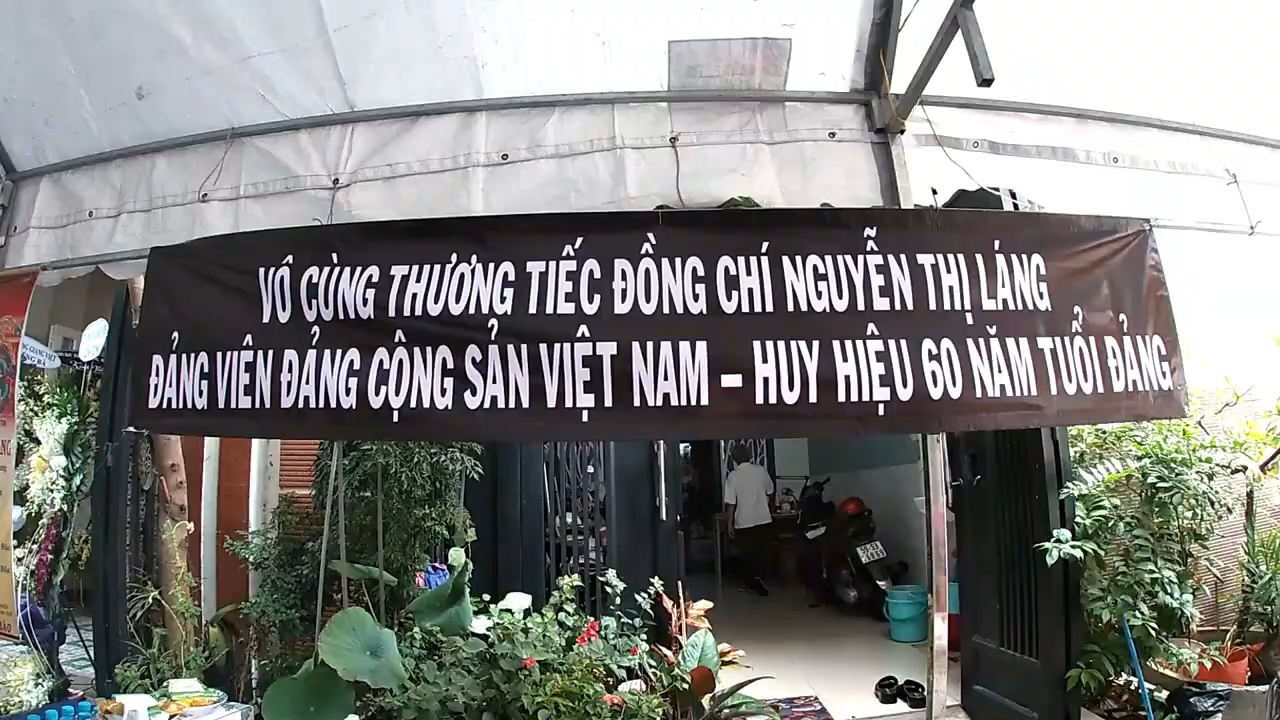 VÔ CÙNG THƯƠNG TIẾC ĐỒNG CHÍ NGUYỄN THỊ LÁNG
ĐẢNG VIÊN ĐẢNG CỘNG SẢN VIỆT NAM – HUY HIỆU 60 NĂM TUỔI ĐẢNG